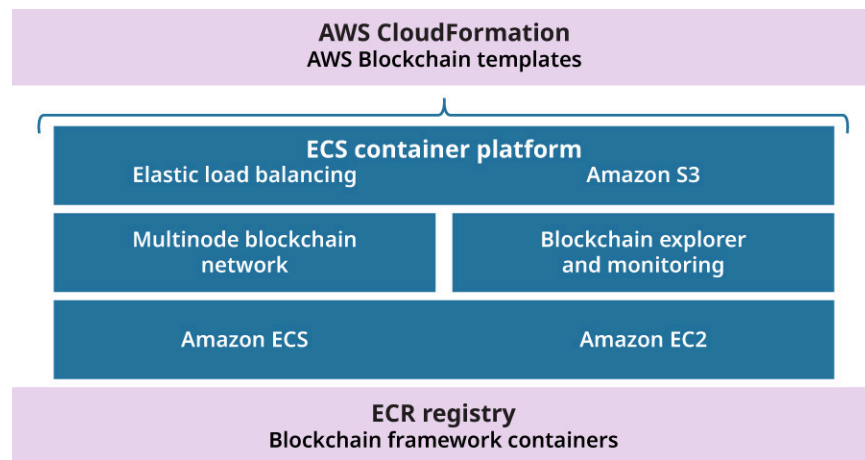 AWS CloudFormation
AWS Blockchain templates
ECS container platform
Elastic load balancing
Amazon S3
Multinode blockchain
network
Blockchain explorer
and monitoring
Amazon ECS
Amazon EC2
ECR registry
Blockchain framework containers